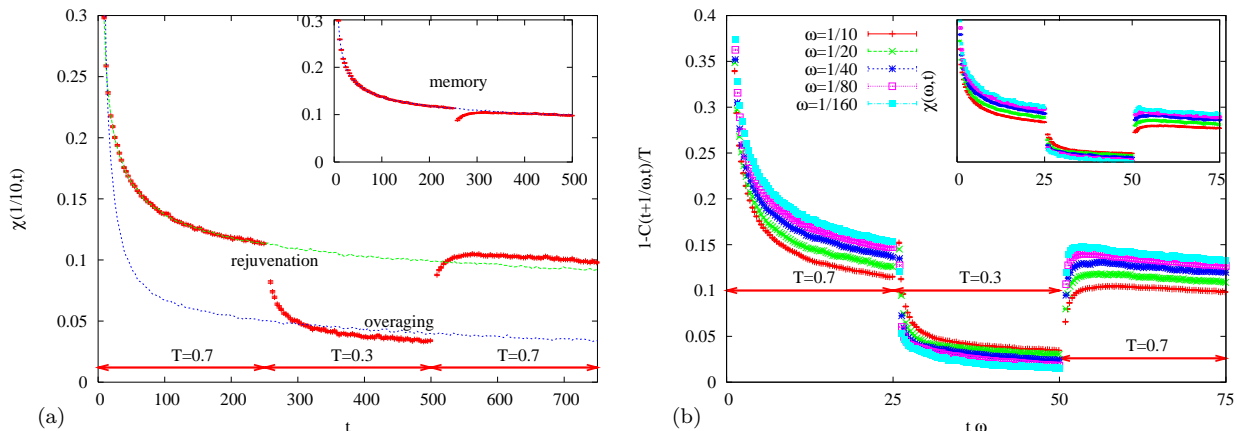 0.3
0.25
0.2
0.15
0.1
0.05
0
χ(1/10,t)
0 100 200 300 400 500 600 700
t
(a)
rejuvenation
overaging
T=0.7
T=0.3
T=0.7
0.3
0.2
0.1
0
0 100 200 300 400 500
memory
0.4
0.35
0.3
0.25
0.2
0.15
0.1
0.05
0
1-C(t+1/ω,t)/T
0 25 50 75
t ω
(b)
ω=1/10
ω=1/20
ω=1/40
ω=1/80
ω=1/160
T=0.7
T=0.3
T=0.7
χ(ω,t)
0 25 50 75